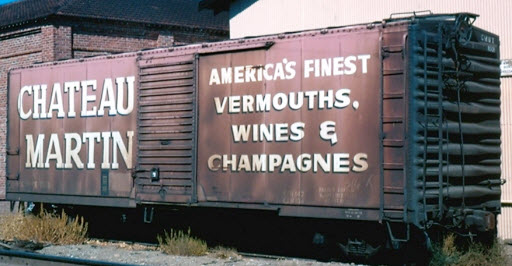 CHATEAU
MARTIN
AMERICA'S FINEST
VERMOUTHS,
WINES &
CHAMPAGNES